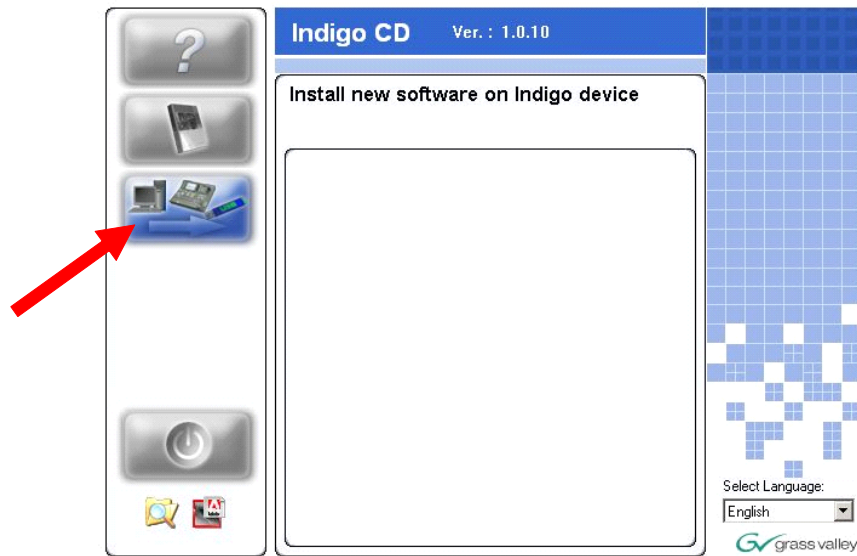 Indigo CD Ver. : 1.0.10
Install new software on Indigo device
Select Language:
English
grass valley